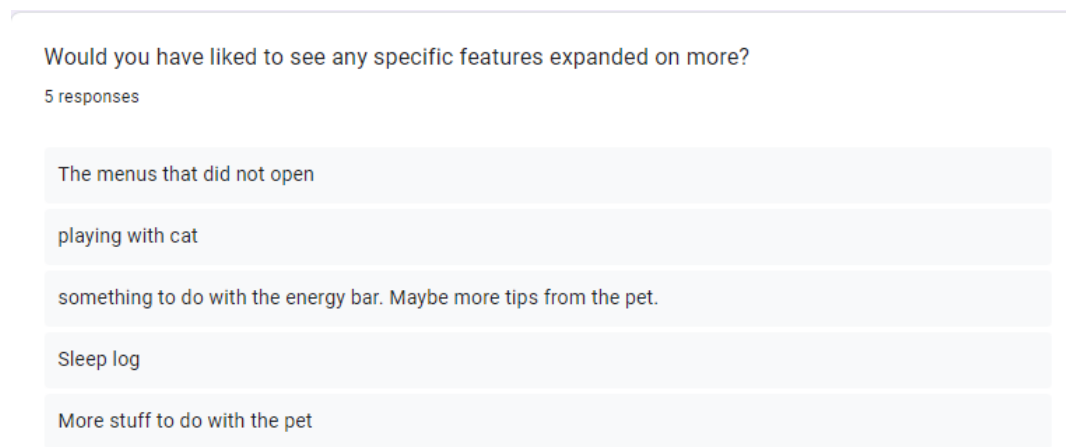 Would you have liked to see any specific features expanded on more?
5 responses
The menus that did not open
playing with cat
something to do with the energy bar. Maybe more tips from the pet.
Sleep log
More stuff to do with the pet